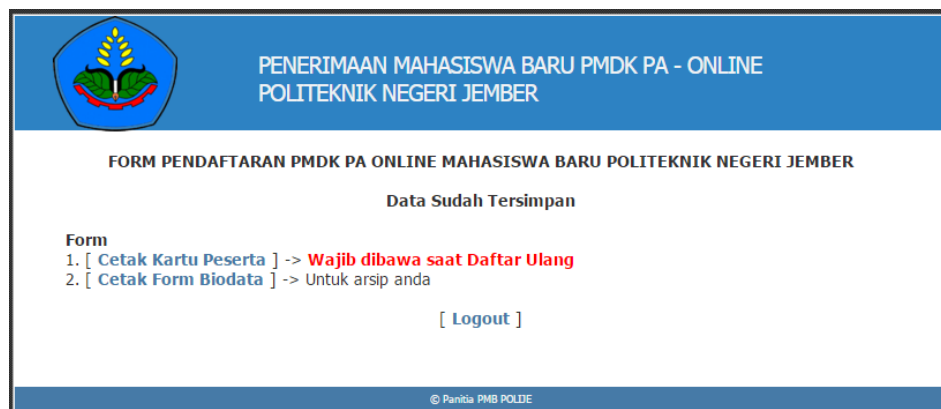 PENERIMAAN MAHASISWA BARU PMDK PA - ONLINE
POLITEKNIK NEGERI JEMBER
FORM PENDAFTARAN PMDK PA ONLINE MAHASISWA BARU POLITEKNIK NEGERI JEMBER
Data Sudah Tersimpan
Form
1. [ Cetak Kartu Peserta ] -> Wajib dibawa saat Daftar Ulang
2. [ Cetak Form Biodata ] -> Untuk arsip anda
[ Logout ]
© Panitia PMB POLIJE